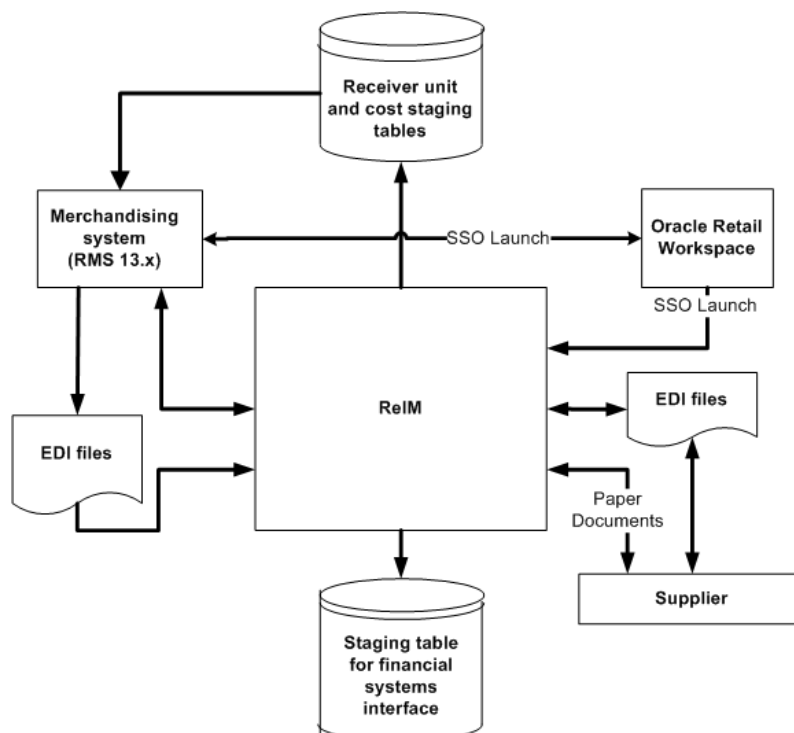 Receiver unit
and cost staging
tables
Merchandising
system
(RMS 13.x)
SSO Launch
Oracle Retail
Workspace
SSO Launch
ReIM
EDI files
EDI files
Paper
Documents
Supplier
Staging table
for financial
systems
interface